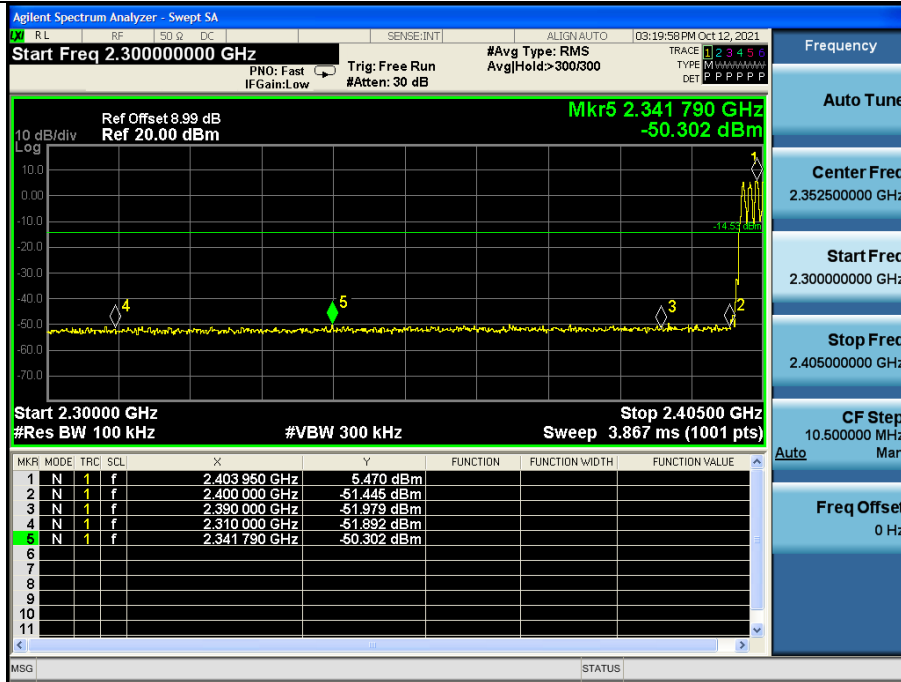 Agilent Spectrum Analyzer - Swept SA
LXI RL RF 50 Ω DC SENSE:INT ALIGN AUTO 03:19:58 PM Oct 12, 2021
Start Freq 2.300000000 GHz
PNO: Fast
IFGain:Low
Trig: Free Run
#Atten: 30 dB
#Avg Type: RMS
Avg|Hold:>300/300
TRACE 1 2 3 4 5 6
TYPE M W W W W W
DET P P P P P P
Mkr5 2.341 790 GHz
-50.302 dBm
Ref Offset 8.99 dB
10 dB/div Ref 20.00 dBm
Log
10.0
0.00
-10.0
-20.0
-30.0
-40.0
-50.0
-60.0
-70.0
1
-14.53 dBm
4
5
3
2
Start 2.30000 GHz Stop 2.40500 GHz
#Res BW 100 kHz #VBW 300 kHz Sweep 3.867 ms (1001 pts)
MKR MODE TRC SCL X Y FUNCTION FUNCTION WIDTH FUNCTION VALUE
1 N 1 f 2.403 950 GHz 5.470 dBm
2 N 1 f 2.400 000 GHz -51.445 dBm
3 N 1 f 2.390 000 GHz -51.979 dBm
4 N 1 f 2.310 000 GHz -51.892 dBm
5 N 1 f 2.341 790 GHz -50.302 dBm
6
7
8
9
10
11
MSG STATUS
Frequency
Auto Tune
Center Freq
2.352500000 GHz
Start Freq
2.300000000 GHz
Stop Freq
2.405000000 GHz
CF Step
10.500000 MHz
Auto Man
Freq Offset
0 Hz